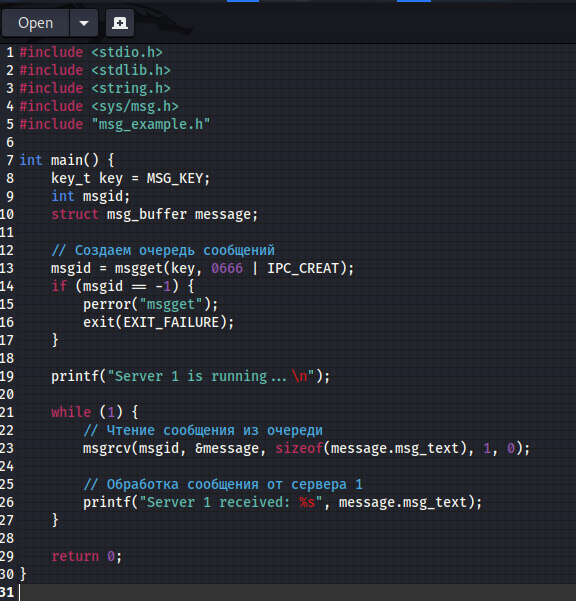 Open
1 #include <stdio.h>
2 #include <stdlib.h>
3 #include <string.h>
4 #include <sys/msg.h>
5 #include "msg_example.h"
6
7 int main() {
8     key_t key = MSG_KEY;
9     int msgid;
10     struct msg_buffer message;
11
12     // Создаем очередь сообщений
13     msgid = msgget(key, 0666 | IPC_CREAT);
14     if (msgid == -1) {
15         perror("msgget");
16         exit(EXIT_FAILURE);
17     }
18
19     printf("Server 1 is running...\n");
20
21     while (1) {
22         // Чтение сообщения из очереди
23         msgrcv(msgid, &message, sizeof(message.msg_text), 1, 0);
24
25         // Обработка сообщения от сервера 1
26         printf("Server 1 received: %s", message.msg_text);
27     }
28
29     return 0;
30 }
31